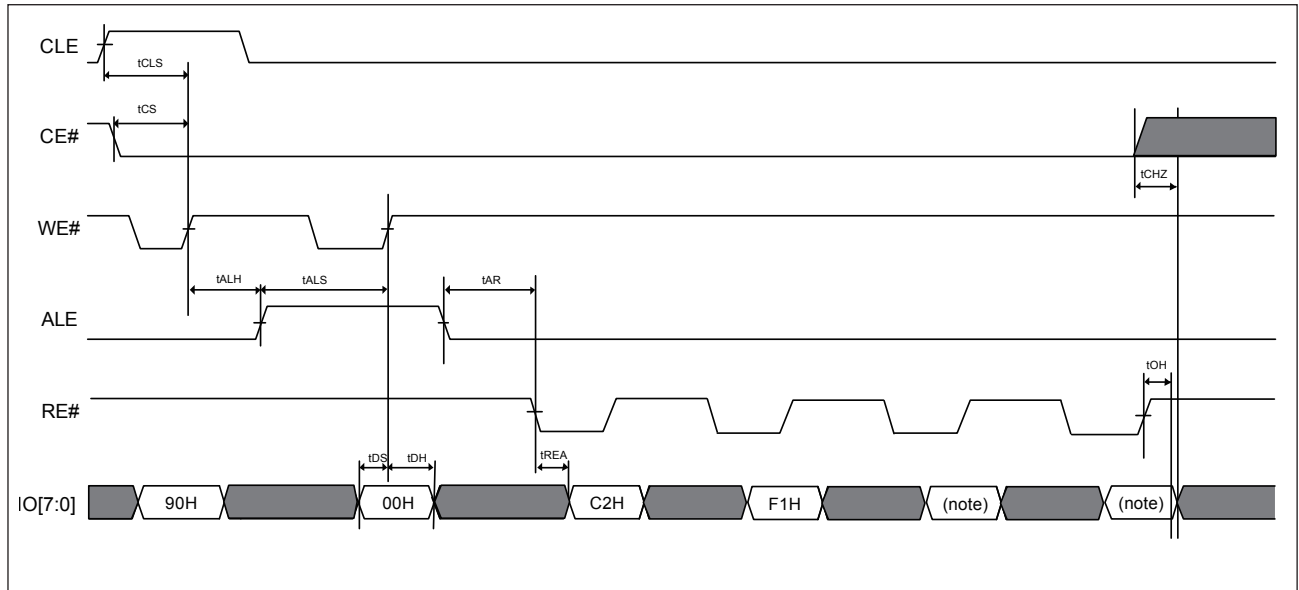 CLE
tCLS
tCS
CE#
tCHZ
WE#
tALH
tALS
tAR
ALE
tOH
RE#
tDS
tDH
tREA
IO[7:0]
90H
00H
C2H
F1H
(note)
(note)